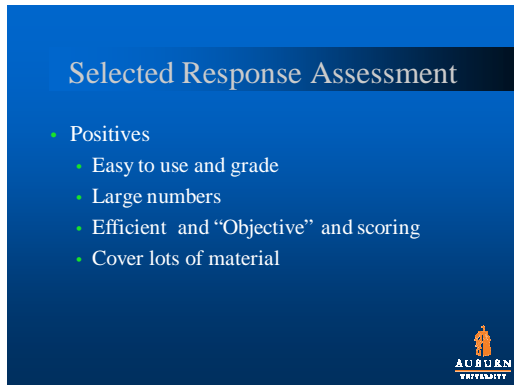 Selected Response Assessment
• Positives
• Easy to use and grade
• Large numbers
• Efficient and “Objective” and scoring
• Cover lots of material
AUBURN
UNIVERSITY